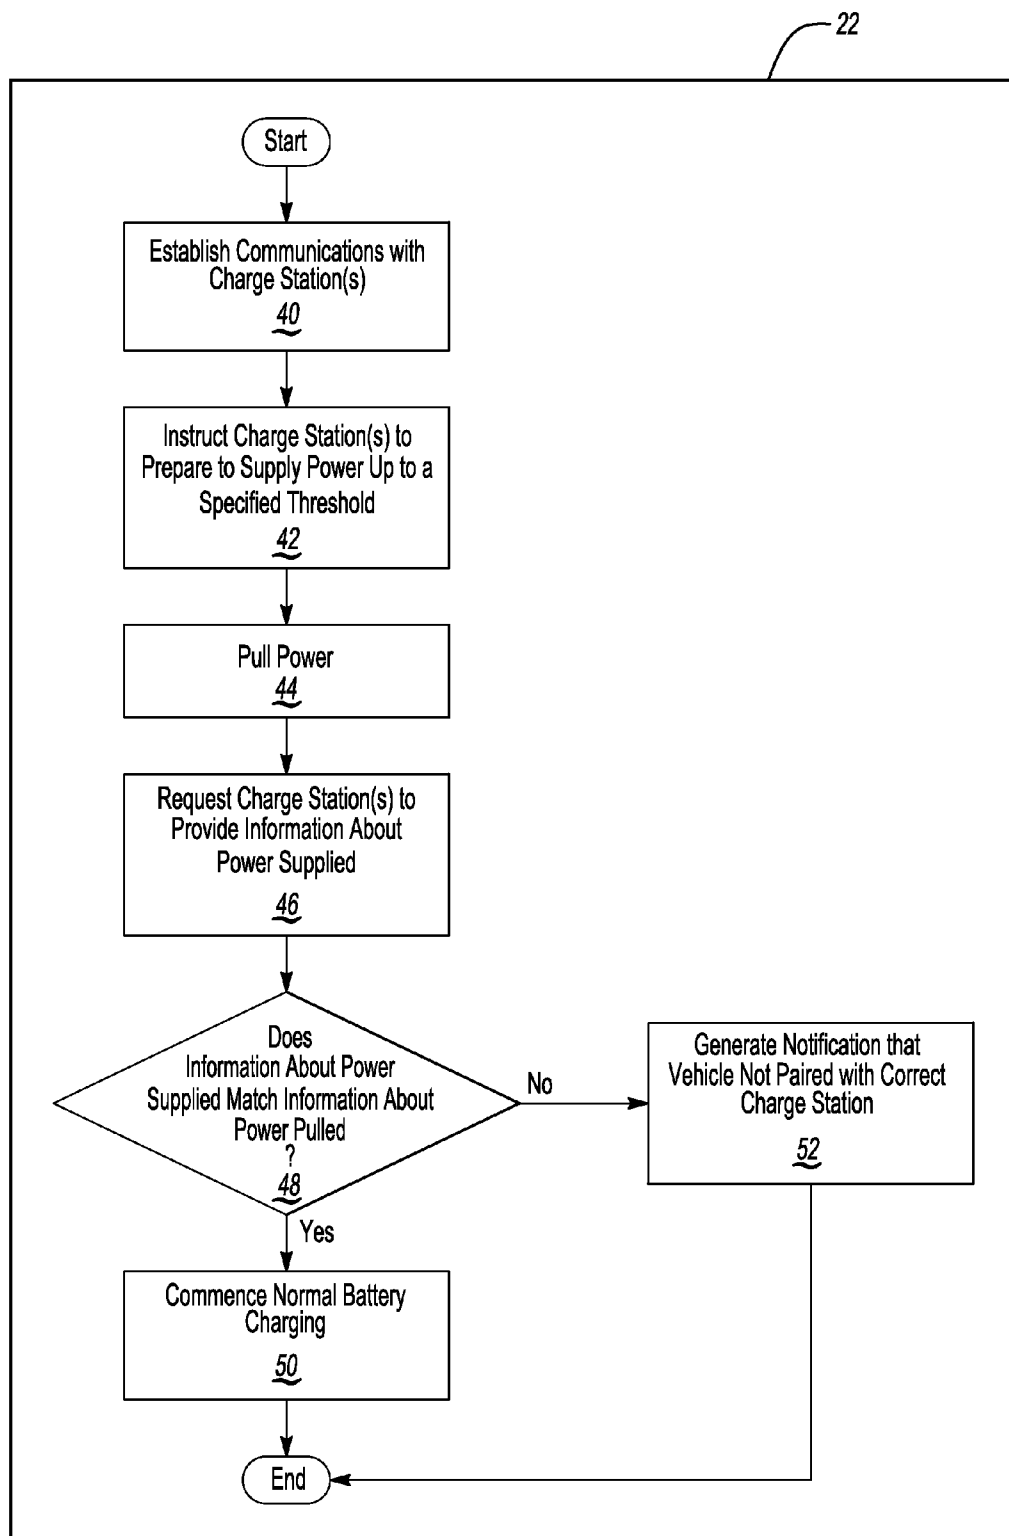 22
Start
Establish Communications with
Charge Station(s)
40
Instruct Charge Station(s) to
Prepare to Supply Power Up to a
Specified Threshold
42
Pull Power
44
Request Charge Station(s) to
Provide Information About
Power Supplied
46
Does
Information About Power
Supplied Match Information About
Power Pulled
?
48
No
Generate Notification that
Vehicle Not Paired with Correct
Charge Station
52
Yes
Commence Normal Battery
Charging
50
End